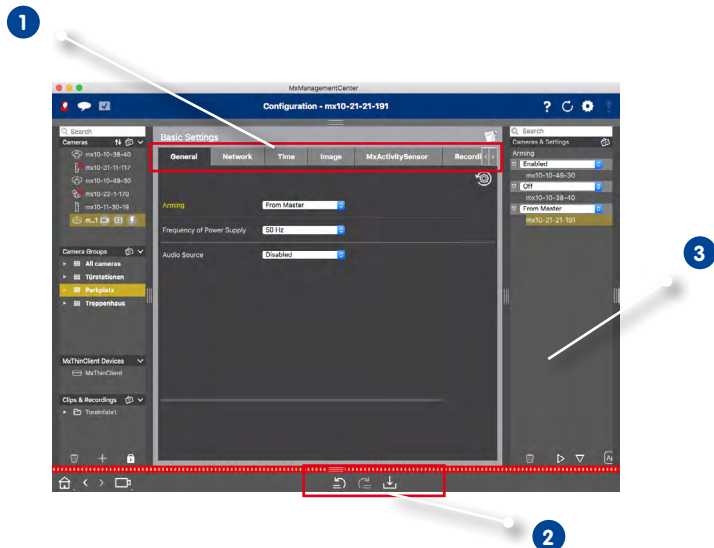 1
MxManagementCenter
Configuration - mx10-21-21-191
?
Search
Cameras
mx10-10-38-40
mx10-31-11-117
mx10-10-49-30
mx10-22-1-170
mx10-11-30-19
m...1
Camera Groups
All cameras
Türstationen
Parkplatz
Treppenhaus
MxThinClient Devices
MxThinClient
Clips & Recordings
Toreinfahrt
Basic Settings
General Network Time Image MxActivitySensor Recordi
Arming From Master
Frequency of Power Supply 50 Hz
Audio Source Disabled
Search
Cameras & Settings
Arming
Enabled
mx10-10-49-30
Off
mx10-10-38-40
From Master
mx10-21-21-191
3
2